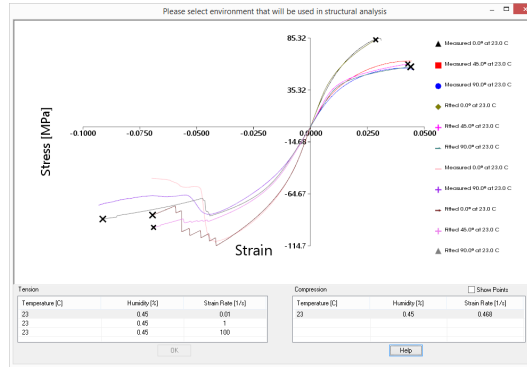 Please select environment that will be used in structural analysis
85.32
35.32
-0.1000
-0.0750
-0.0500
-0.0250
0.0000
0.0250
0.0500
-14.68
-64.67
-114.7
Stress [MPa]
Strain
Measured 0.0° at 23.0 C
Measured 45.0° at 23.0 C
Measured 90.0° at 23.0 C
Fitted 0.0° at 23.0 C
Fitted 45.0° at 23.0 C
Fitted 90.0° at 23.0 C
Measured 0.0° at 23.0 C
Measured 90.0° at 23.0 C
Fitted 0.0° at 23.0 C
Fitted 45.0° at 23.0 C
Fitted 90.0° at 23.0 C
Tension
Temperature [C] Humidity [%] Strain Rate [1/s]
23 0.45 0.01
23 0.45 1
23 0.45 100
OK
Compression
Show Points
Temperature [C] Humidity [%] Strain Rate [1/s]
23 0.45 0.468
Help